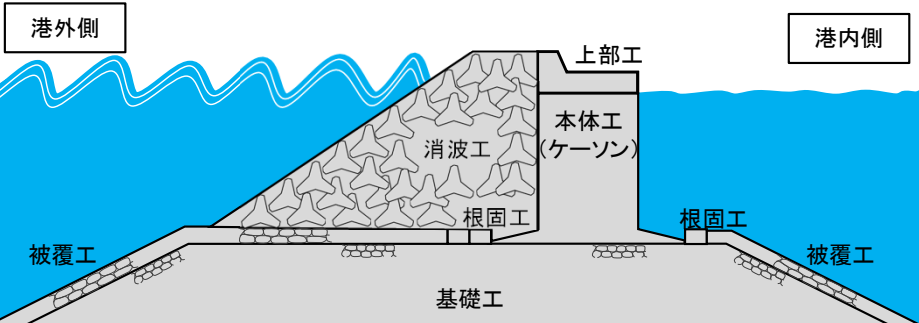 港外側
港内側
上部工
本体工
(ケーソン)
消波工
根固工
根固工
被覆工
被覆工
基礎工